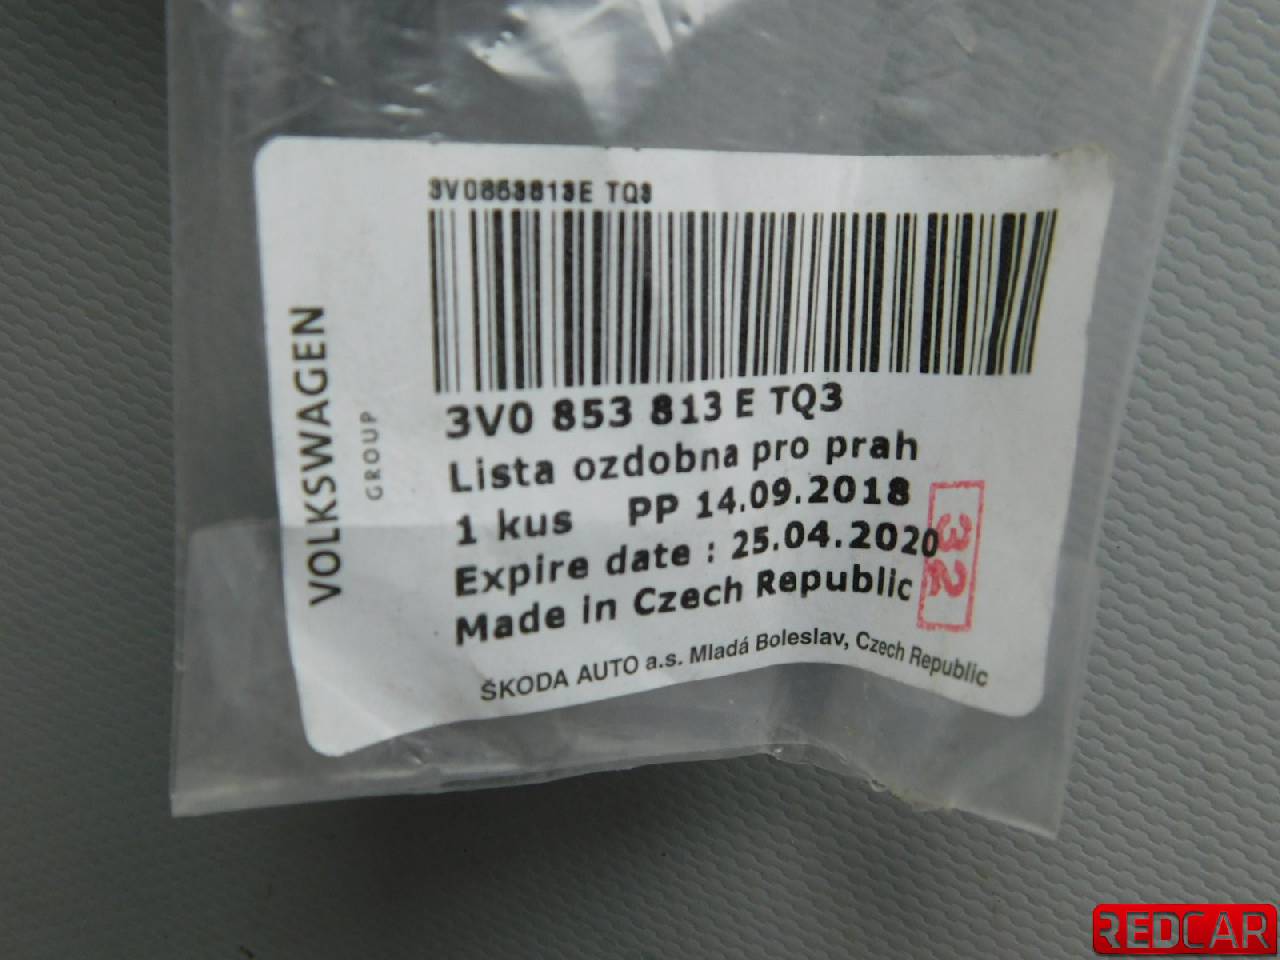 3V0853813E TQ3
VOLKSWAGEN
GROUP
3V0 853 813 E TQ3
Lista ozdobna pro prah
1 kus PP 14.09.2018
Expire date : 25.04.2020
Made in Czech Republic
32
ŠKODA AUTO a.s. Mladá Boleslav, Czech Republic
REDCAR